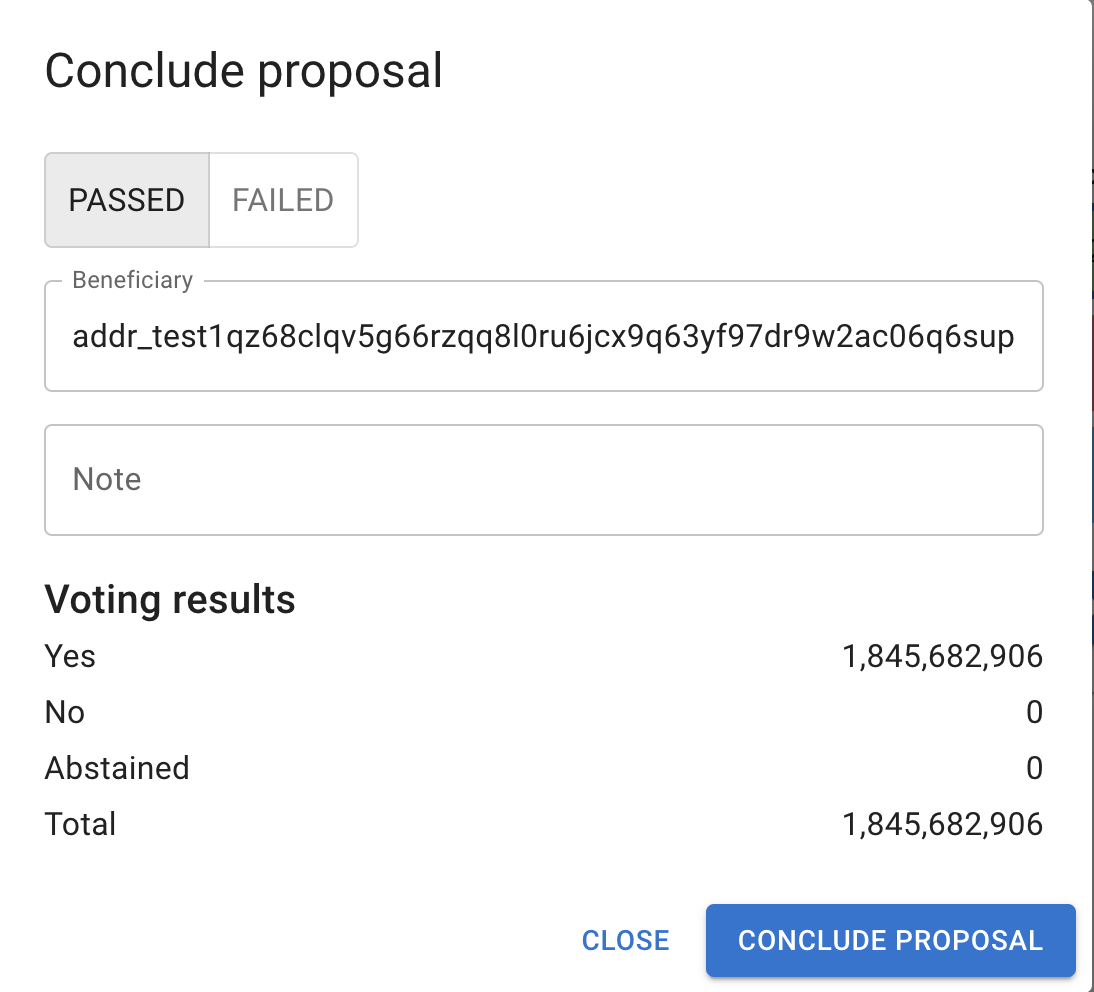 Conclude proposal
PASSED FAILED
Beneficiary
addr_test1qz68clqv5g66rzqq8l0ru6jcx9q63yf97dr9w2ac06q6sup
Note
Voting results
Yes 1,845,682,906
No 0
Abstained 0
Total 1,845,682,906
CLOSE CONCLUDE PROPOSAL